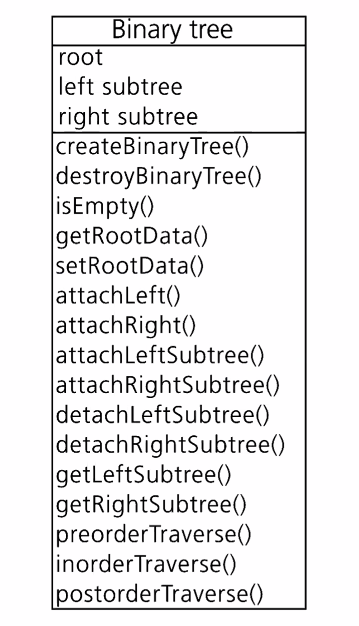 Binary tree
root
left subtree
right subtree
createBinaryTree()
destroyBinaryTree()
isEmpty()
getRootData()
setRootData()
attachLeft()
attachRight()
attachLeftSubtree()
attachRightSubtree()
detachLeftSubtree()
detachRightSubtree()
getLeftSubtree()
getRightSubtree()
preorderTraverse()
inorderTraverse()
postorderTraverse()